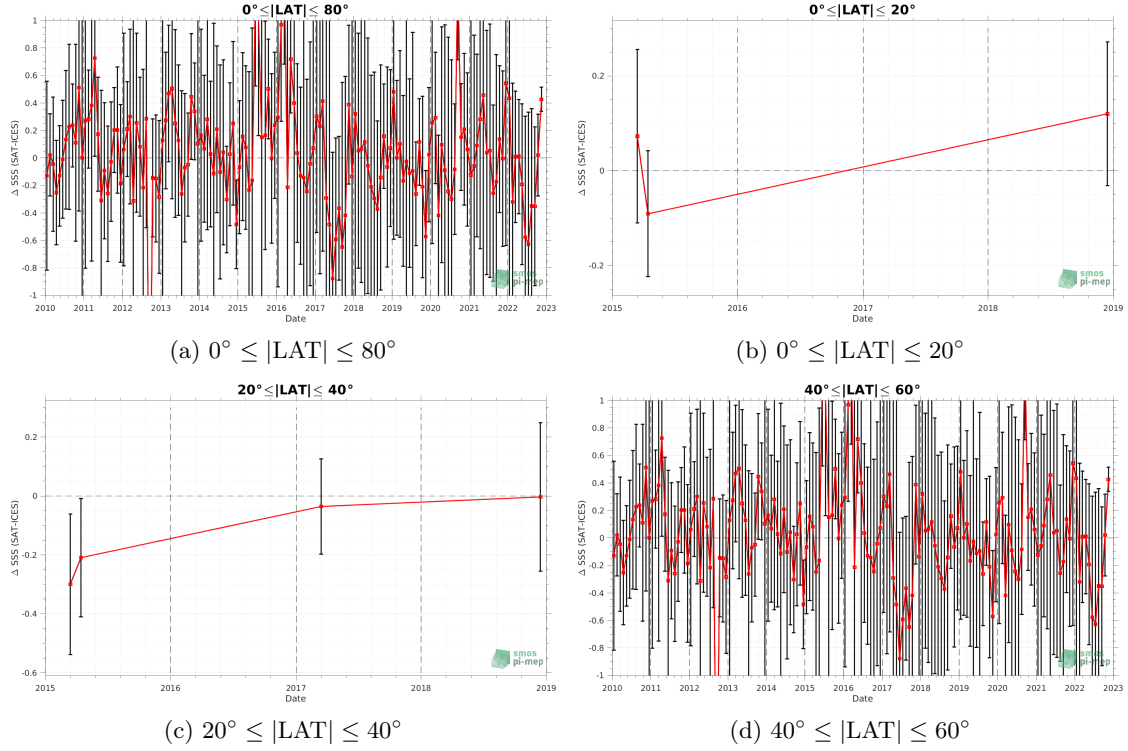 0°≤|LAT|≤ 80°
Δ SSS (SAT-ICES)
1
0.8
0.6
0.4
0.2
0
-0.2
-0.4
-0.6
-0.8
-1
2010 2011 2012 2013 2014 2015 2016 2017 2018 2019 2020 2021 2022 2023
Date
smos
pi-mep
(a) 0° ≤ |LAT| ≤ 80°
0°≤|LAT|≤ 20°
Δ SSS (SAT-ICES)
0.2
0
-0.2
2015 2016 2017 2018 2019
Date
smos
pi-mep
(b) 0° ≤ |LAT| ≤ 20°
20°≤|LAT|≤ 40°
Δ SSS (SAT-ICES)
0.2
0
-0.2
-0.4
-0.6
2015 2016 2017 2018 2019
Date
smos
pi-mep
(c) 20° ≤ |LAT| ≤ 40°
40°≤|LAT|≤ 60°
Δ SSS (SAT-ICES)
1
0.8
0.6
0.4
0.2
0
-0.2
-0.4
-0.6
-0.8
-1
2010 2011 2012 2013 2014 2015 2016 2017 2018 2019 2020 2021 2022 2023
Date
smos
pi-mep
(d) 40° ≤ |LAT| ≤ 60°